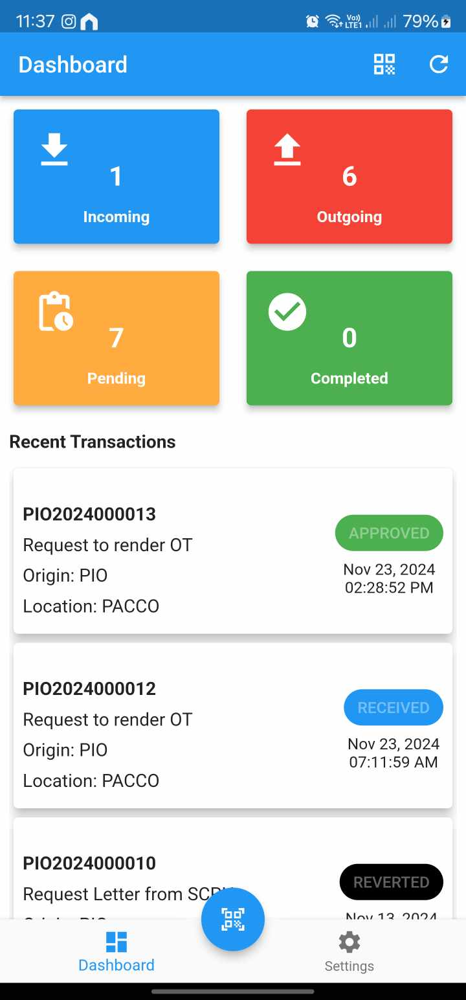 11:37
Vo))
LTE1
79%
Dashboard
1
Incoming
6
Outgoing
7
Pending
0
Completed
Recent Transactions
PIO2024000013
Request to render OT
Origin: PIO
Location: PACCO
APPROVED
Nov 23, 2024
02:28:52 PM
PIO2024000012
Request to render OT
Origin: PIO
Location: PACCO
RECEIVED
Nov 23, 2024
07:11:59 AM
PIO2024000010
Request Letter from
REVERTED
Nov 13, 2024
Dashboard
Settings